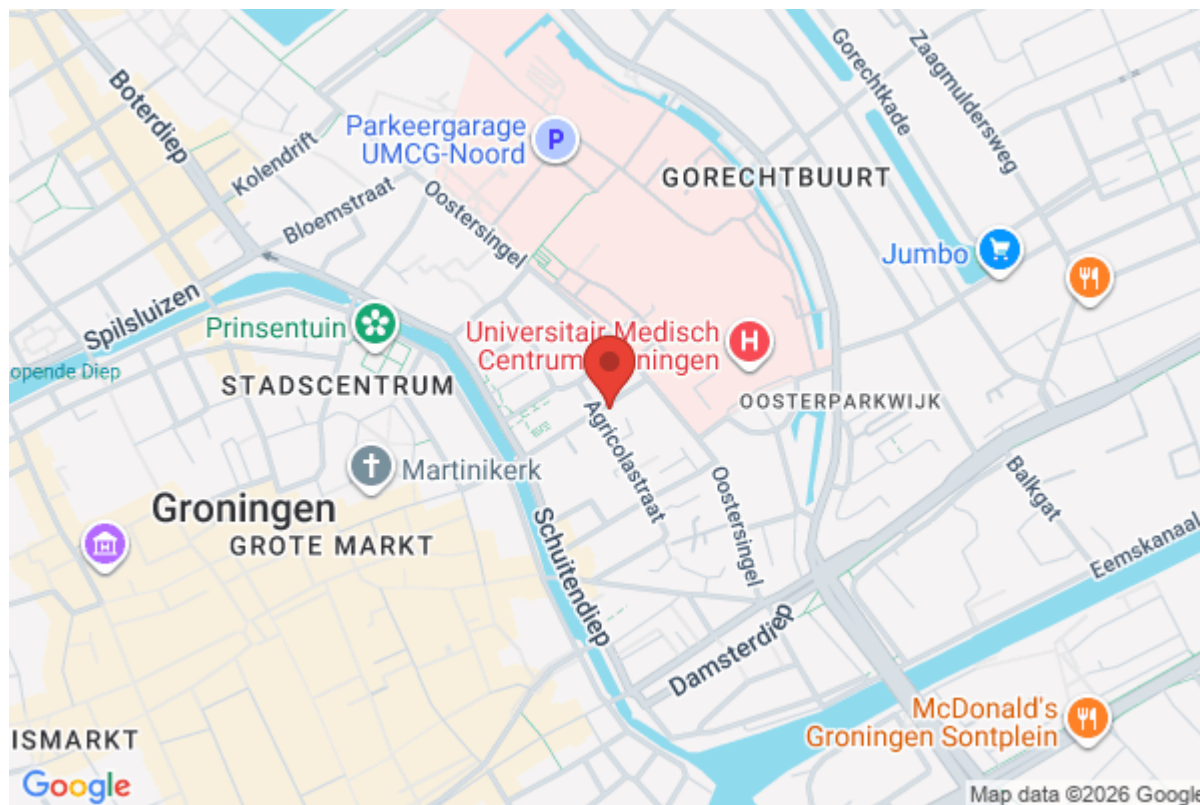 Boterdiep
Kolendrift
Bloemstraat
Parkeergarage
UMCG-Noord
Oostersingel
GORECHTBUURT
Gorechtkade
Zaagmuldersweg
Jumbo
Spilsluizen
Prinsentuin
opende Diep
STADSCENTRUM
Universitair Medisch
Centrum ningen
OOSTERPARKWIJK
Agricolastraat
Martinikerk
Groningen
GROTE MARKT
Oostersingel
Balkgat
Eemskanaal
Schuitendiep
Damsterdiep
McDonald's
Groningen Sontplein
ISMARKT
Google
Map data ©2026 Google